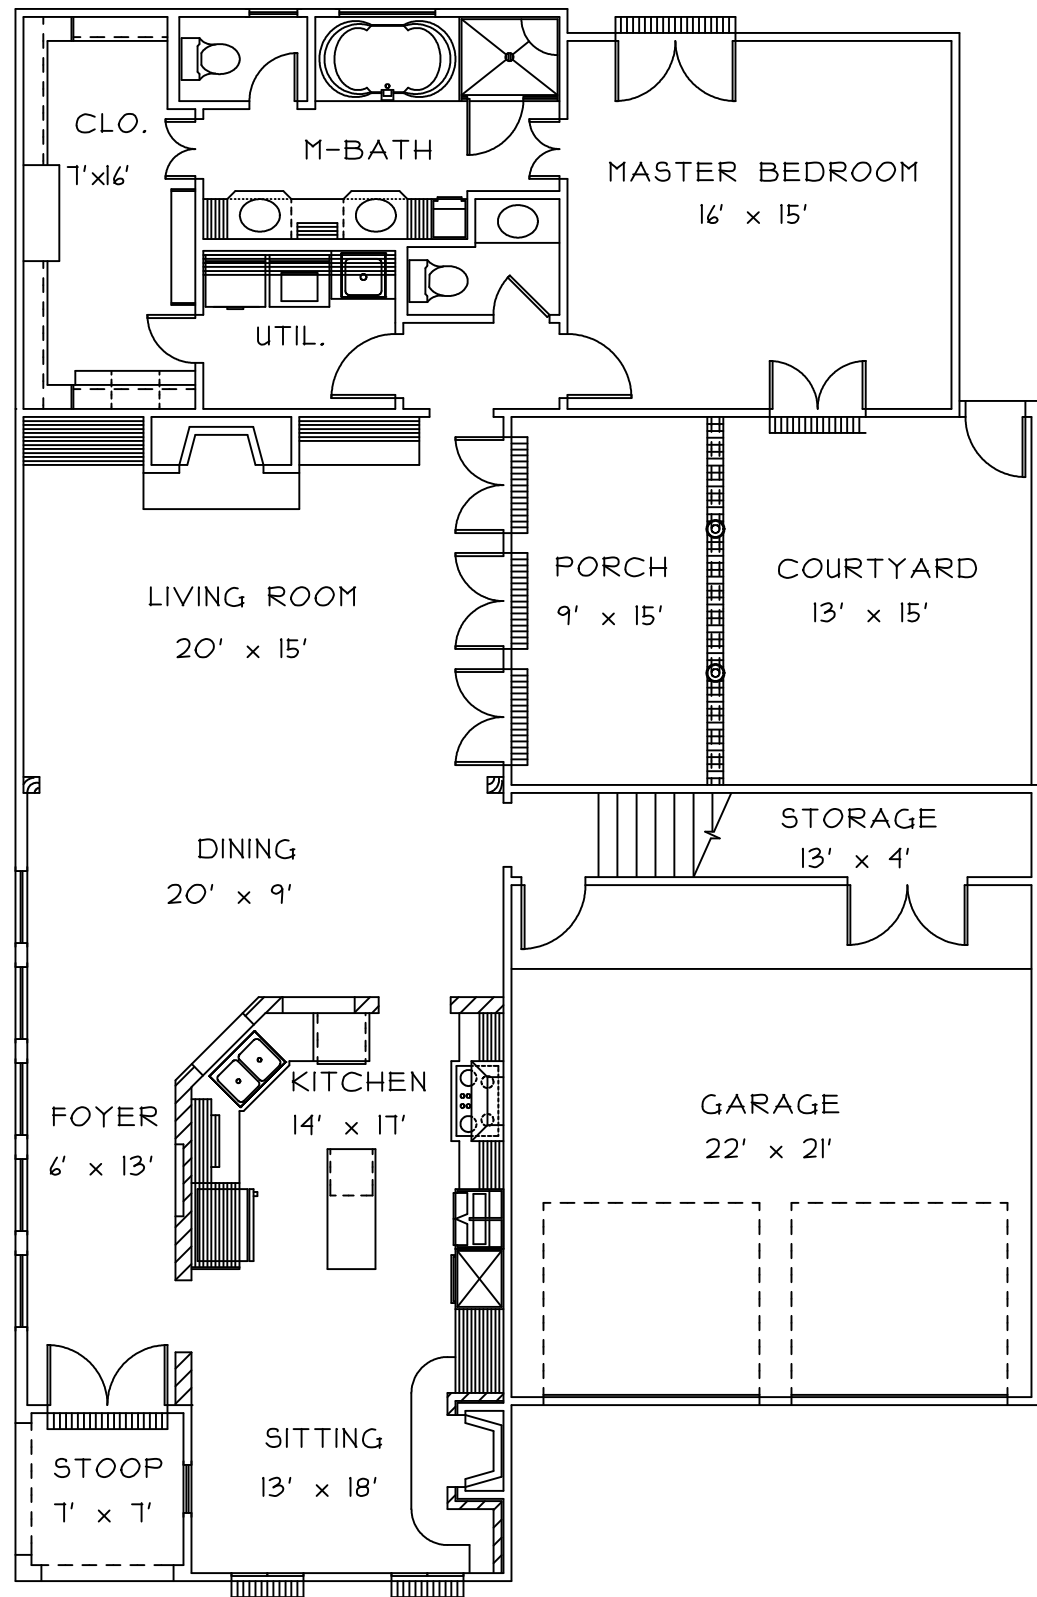 CLO.
7'x16'
M-BATH
MASTER BEDROOM
16' x 15'
UTIL.
LIVING ROOM
20' x 15'
PORCH
9' x 15'
COURTYARD
13' x 15'
DINING
20' x 9'
STORAGE
13' x 4'
KITCHEN
14' x 17'
FOYER
6' x 13'
GARAGE
22' x 21'
SITTING
13' x 18'
STOOP
7' x 7'